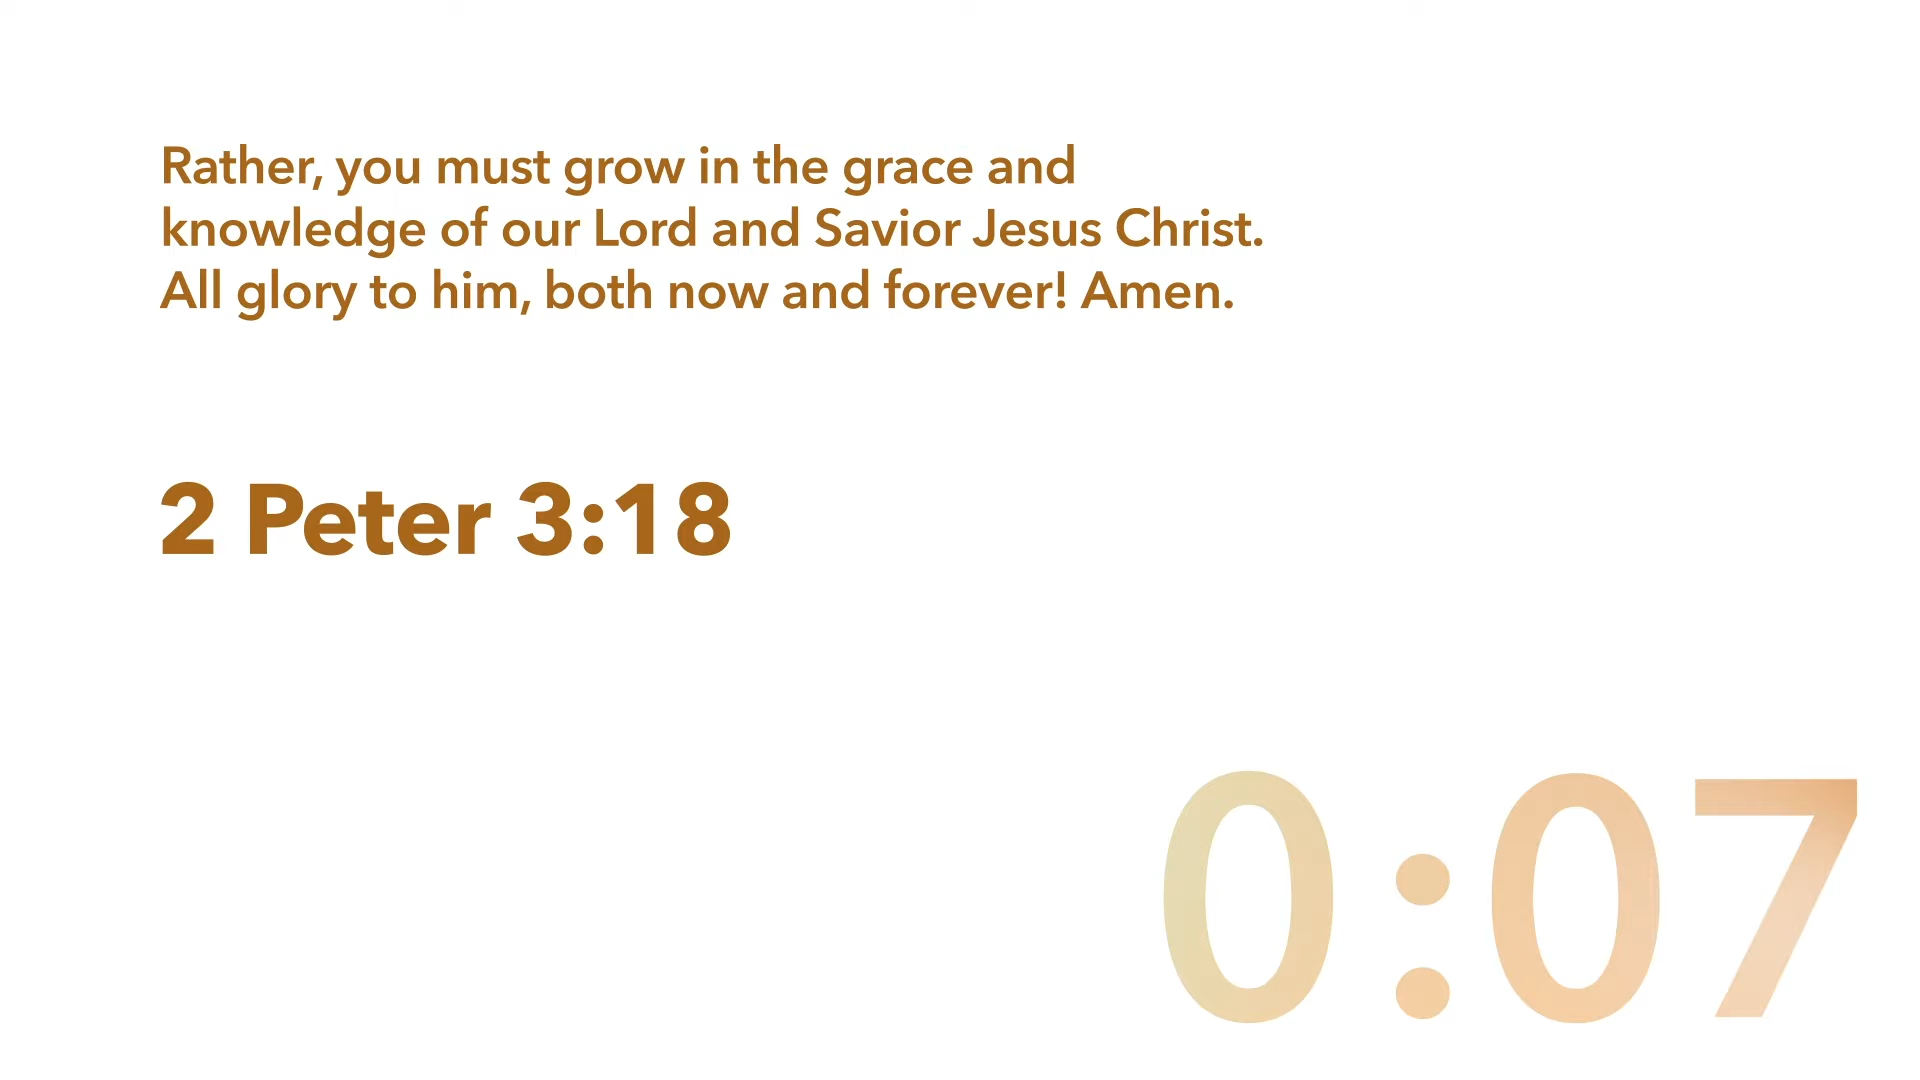 Rather, you must grow in the grace and
knowledge of our Lord and Savior Jesus Christ.
All glory to him, both now and forever! Amen.
2 Peter 3:18
0:07